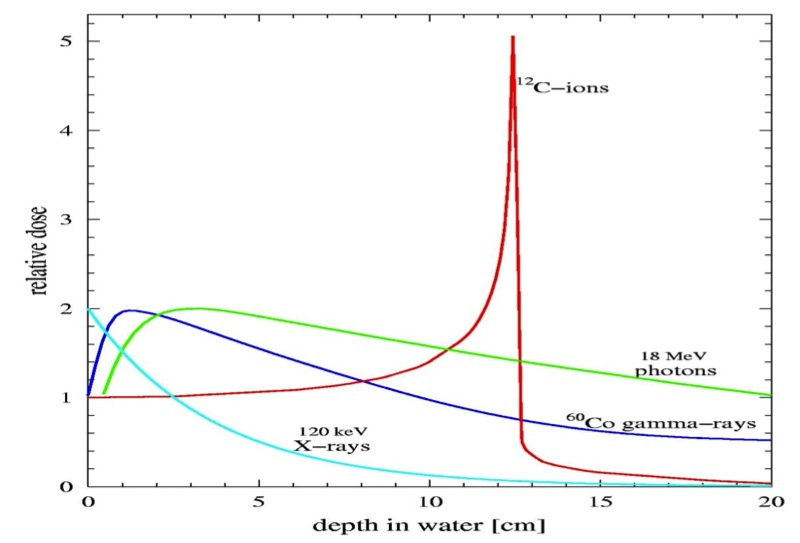 5
4
3
2
1
0
relative dose
¹²C−ions
18 MeV
photons
⁶⁰Co gamma−rays
120 keV
X−rays
0 5 10 15 20
depth in water [cm]